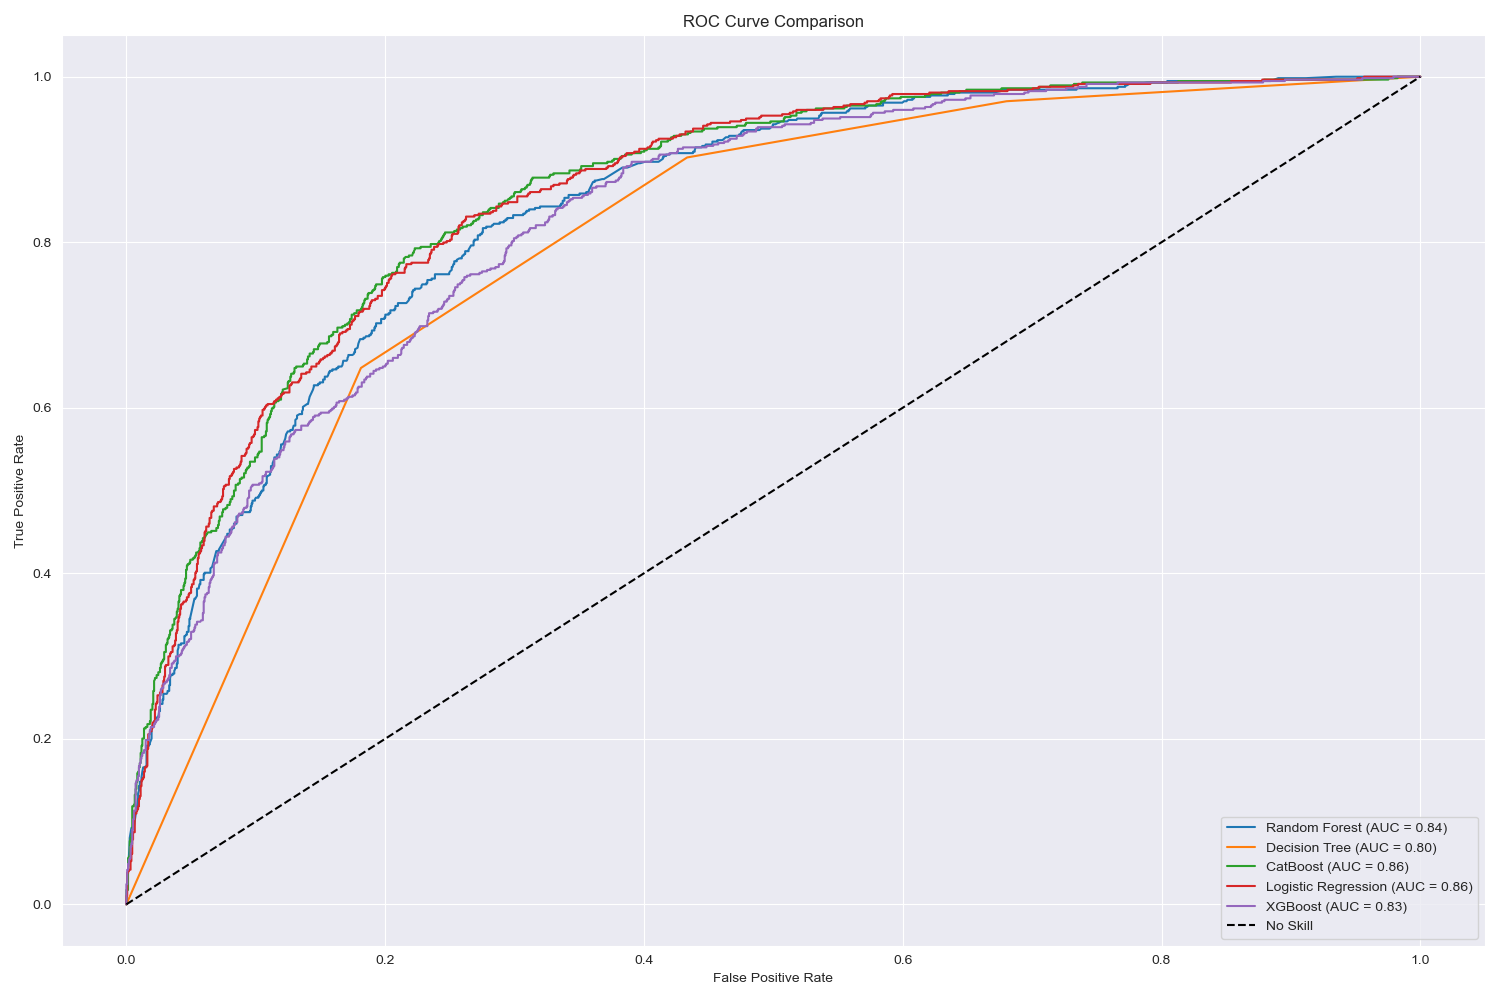 ROC Curve Comparison
True Positive Rate
1.0
0.8
0.6
0.4
0.2
0.0
Random Forest (AUC = 0.84)
Decision Tree (AUC = 0.80)
CatBoost (AUC = 0.86)
Logistic Regression (AUC = 0.86)
XGBoost (AUC = 0.83)
No Skill
0.0 0.2 0.4 0.6 0.8 1.0
False Positive Rate